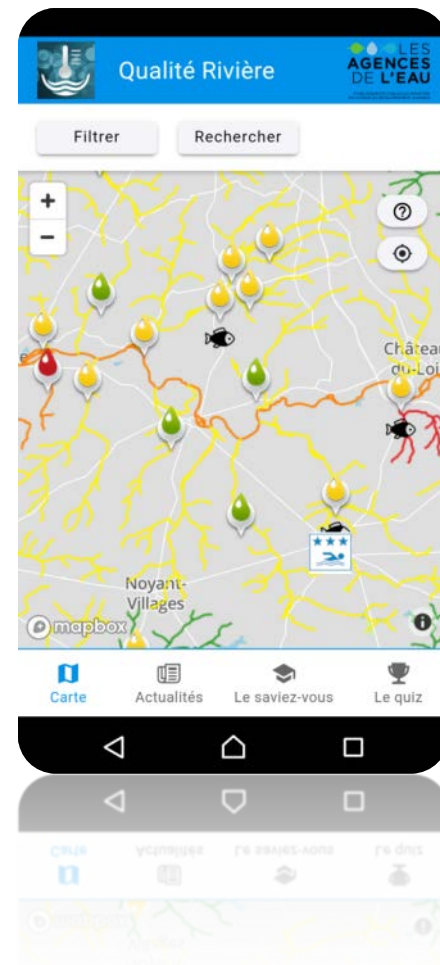 Qualité Rivière
LES
AGENCES
DE L'EAU
Filtrer
Rechercher
+
−
Château
du-Loi
Noyant-
Villages
mapbox
Carte
Actualités
Le saviez-vous
Le quiz